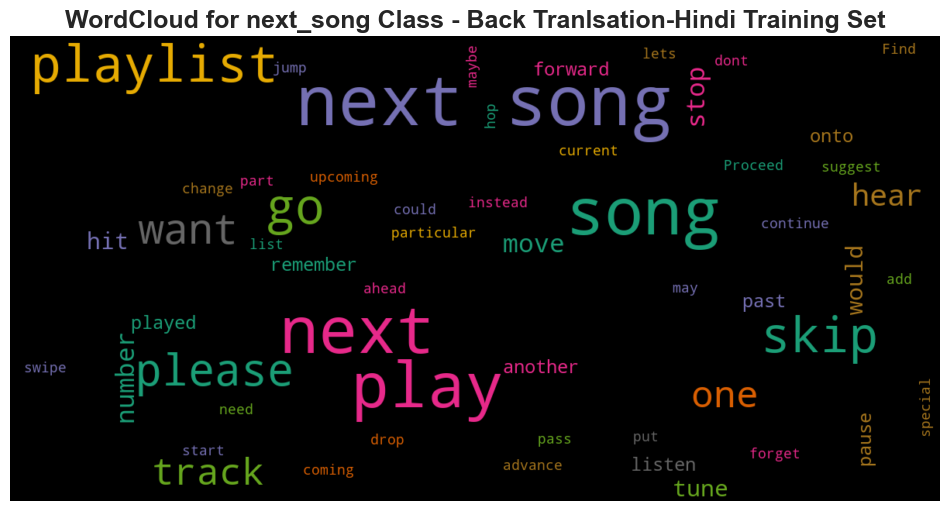 WordCloud for next_song Class - Back Tranlsation-Hindi Training Set
playlist
jump
next
maybe
hop
song
forward
lets
stop
dont
Find
onto
current
Proceed
suggest
change
part
upcoming
hear
go
could
instead
song
continue
want
hit
list
particular
move
remember
ahead
may
would
add
past
played
next
skip
number
please
swipe
play
another
one
need
special
drop
pass
put
pause
start
track
coming
advance
listen
forget
tune